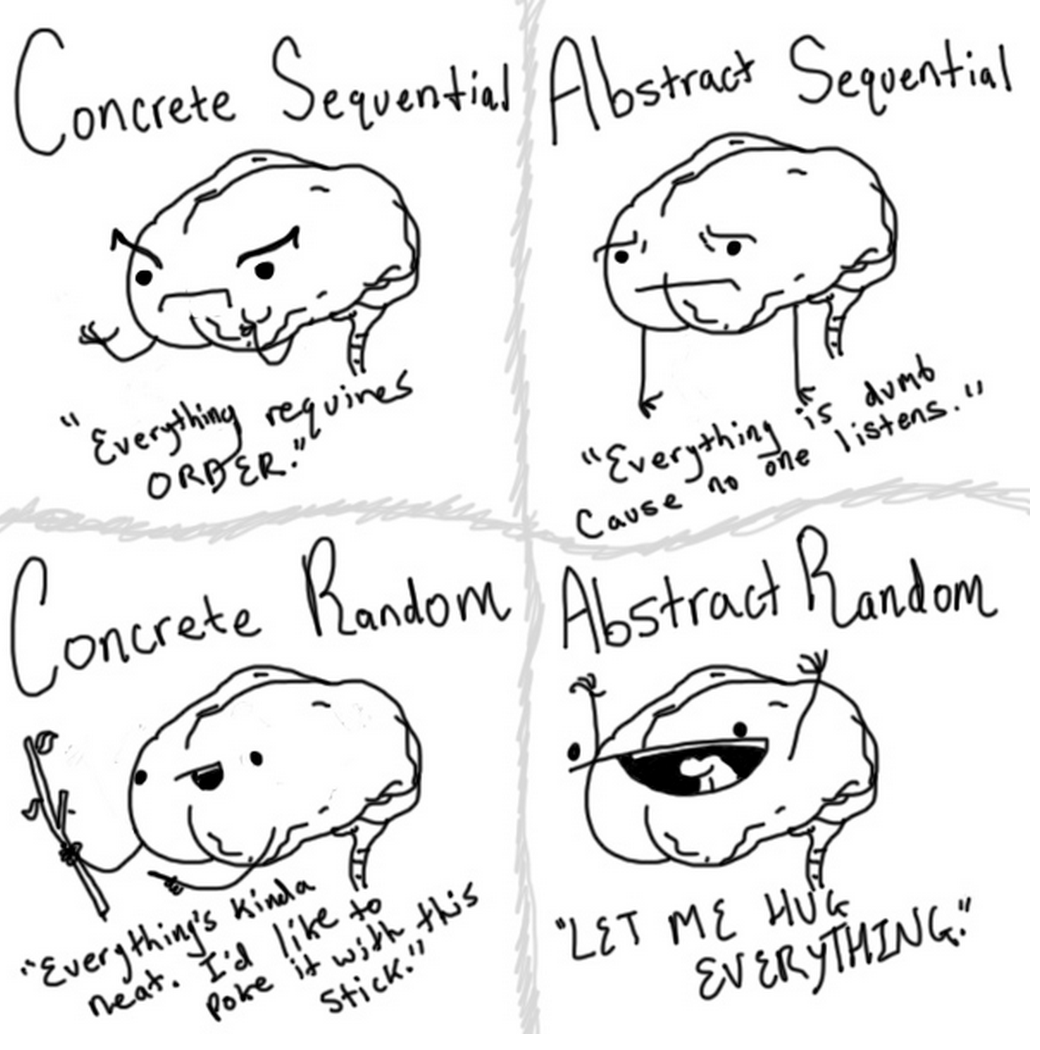 Concrete Sequential
"Everything requires
ORDER."
Abstract Sequential
"Everything is dumb
Cause no one listens."
Concrete Random
"Everything's kinda
neat. I'd like to
poke it with this
stick."
Abstract Random
"LET ME HUG
EVERYTHING."